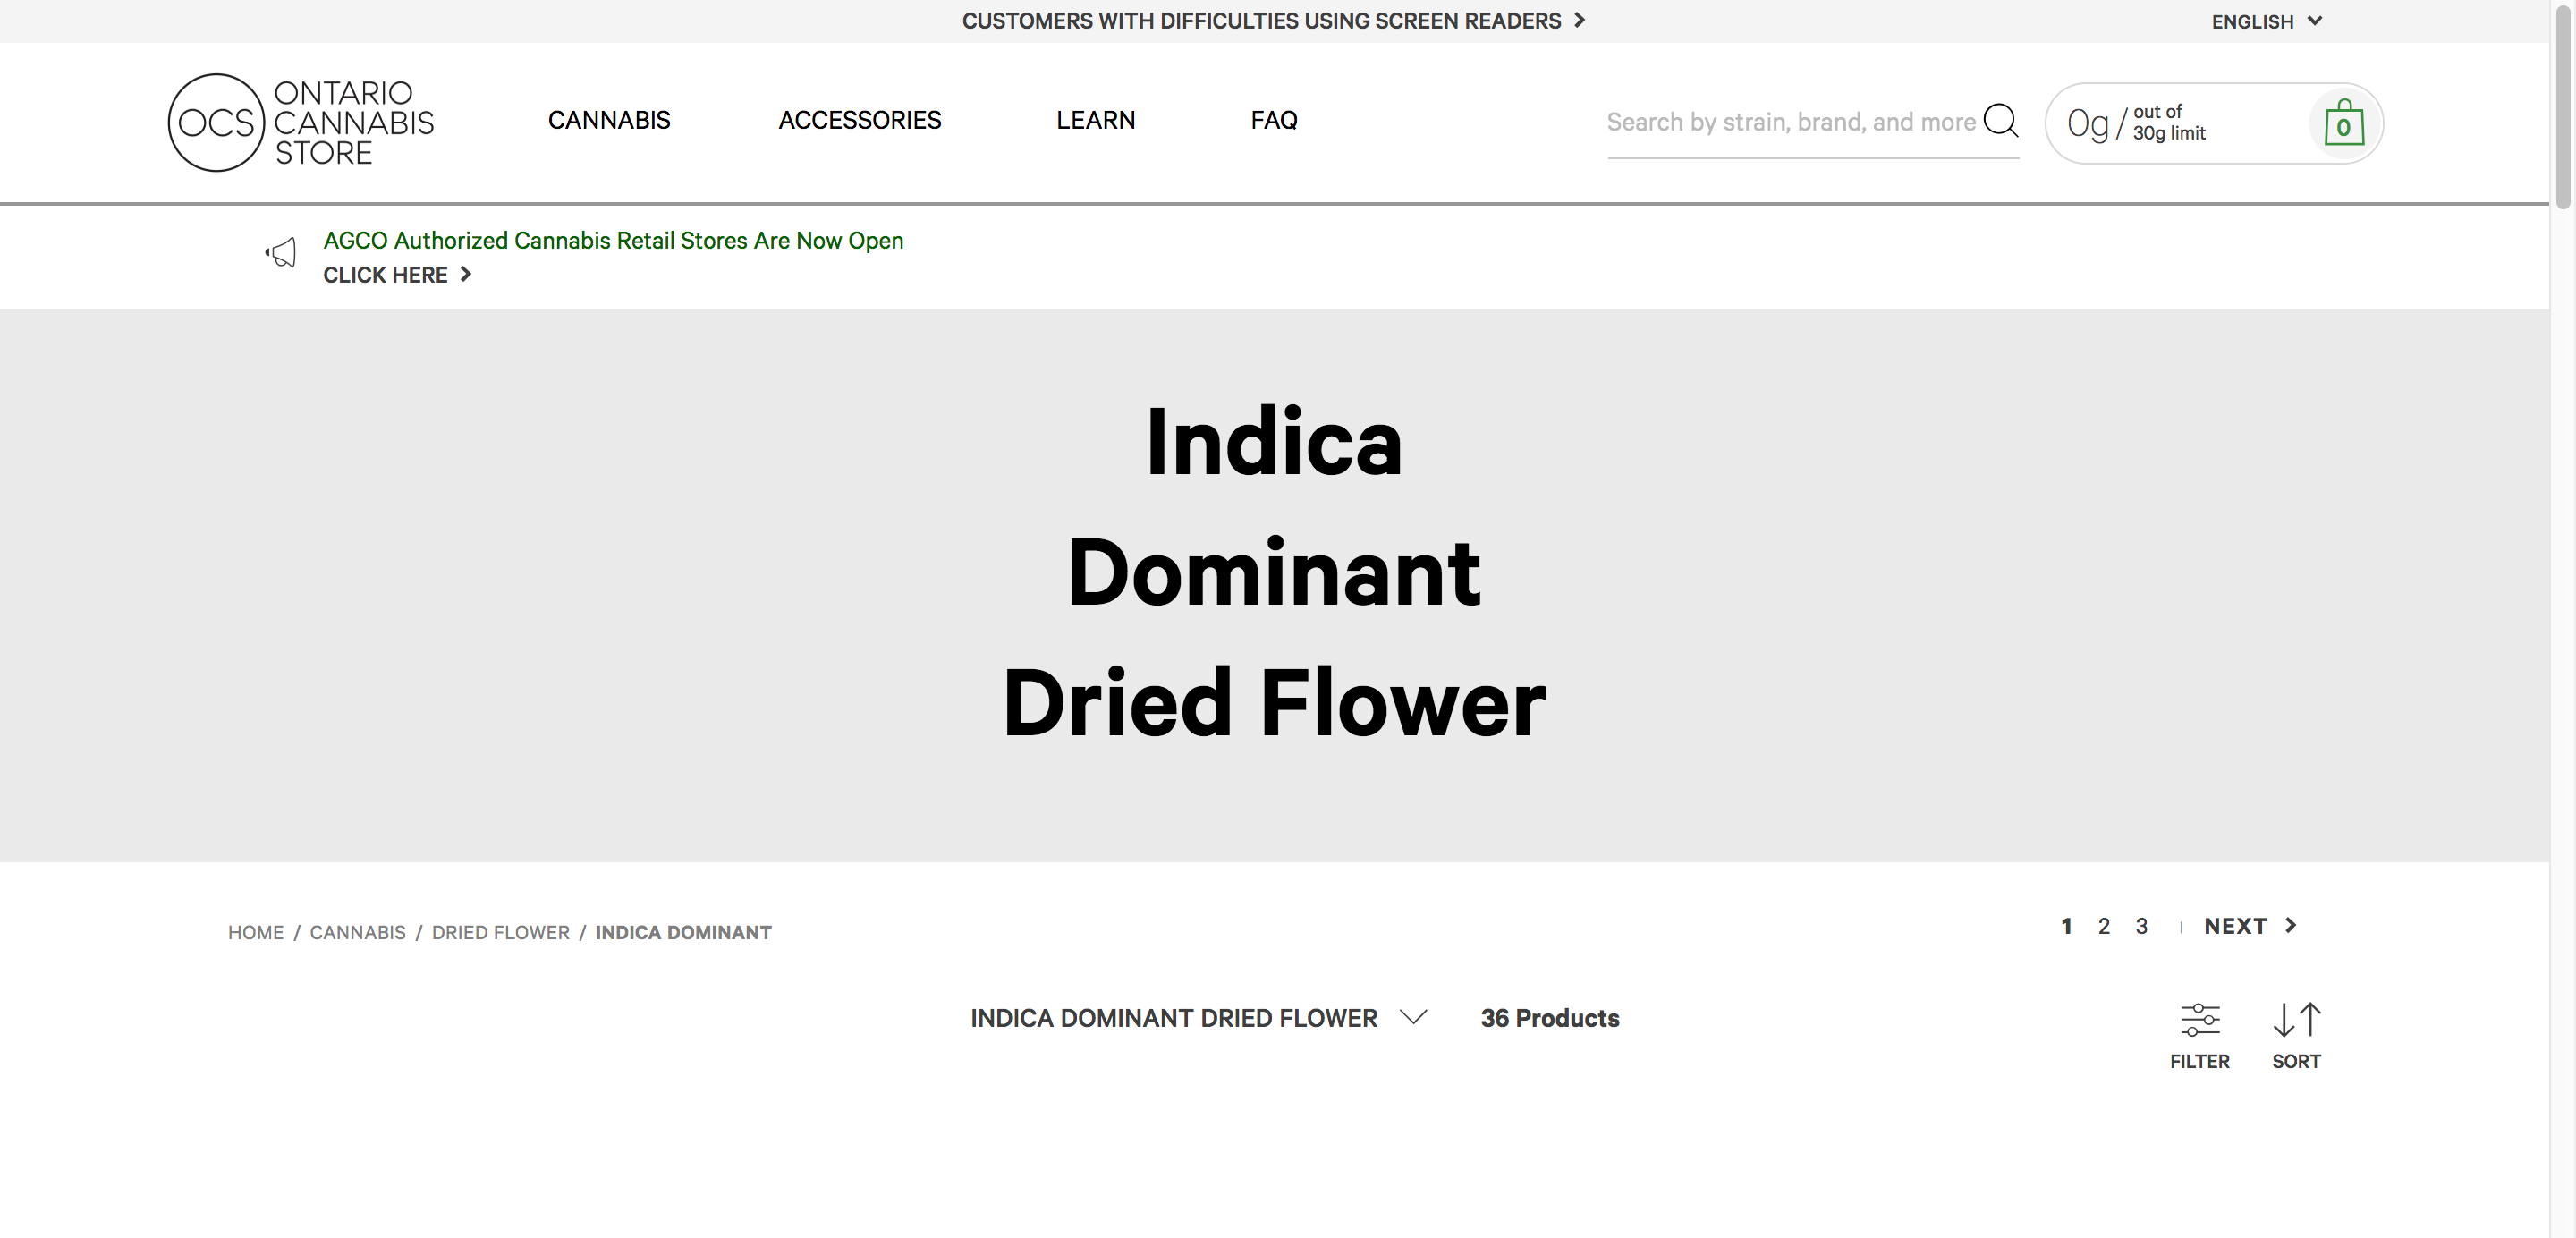 CUSTOMERS WITH DIFFICULTIES USING SCREEN READERS
ENGLISH
OCS
ONTARIO
CANNABIS
STORE
CANNABIS
ACCESSORIES
LEARN
FAQ
Search by strain, brand, and more
0g / out of
30g limit
0
AGCO Authorized Cannabis Retail Stores Are Now Open
CLICK HERE
Indica
Dominant
Dried Flower
HOME / CANNABIS / DRIED FLOWER / INDICA DOMINANT
1 2 3 | NEXT
INDICA DOMINANT DRIED FLOWER
36 Products
FILTER
SORT